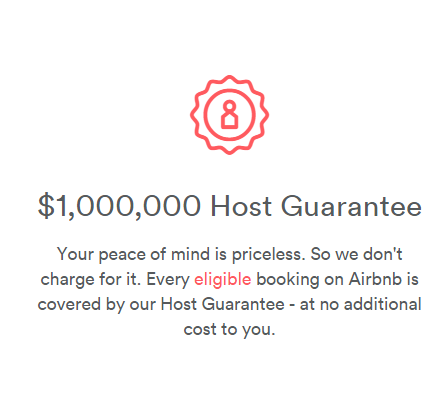 $1,000,000 Host Guarantee
Your peace of mind is priceless. So we don't
charge for it. Every eligible booking on Airbnb is
covered by our Host Guarantee - at no additional
cost to you.